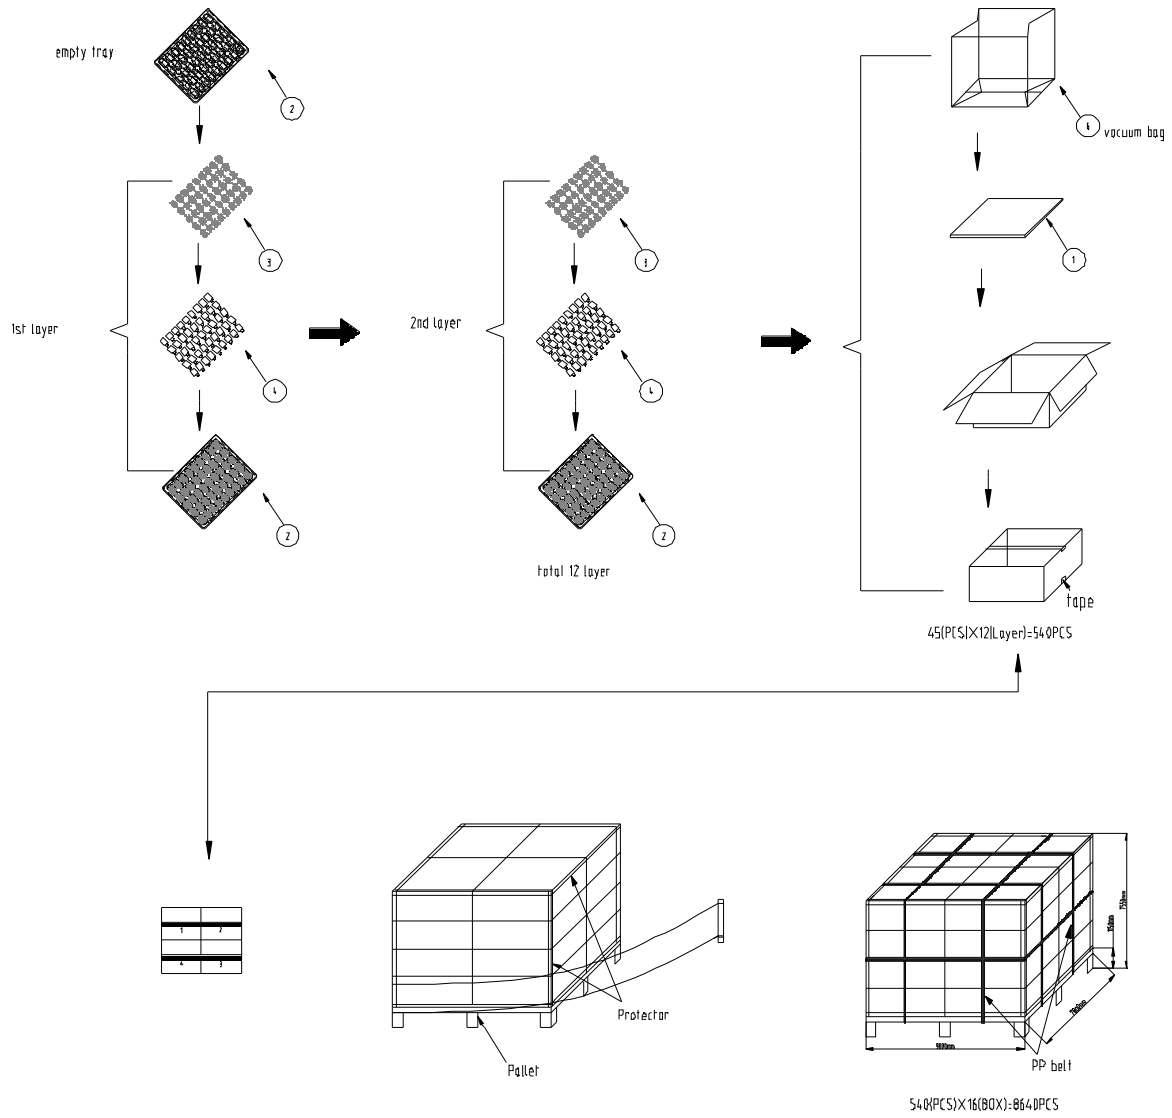 empty tray
2
6
vacuum bag
3
3
1
1st layer
2nd layer
4
4
2
2
total 12 layer
tape
45(PCS)X12(Layer)=540PCS
1 2
4 3
Protector
Pallet
PP belt
540(PCS)X16(BOX)=8640PCS